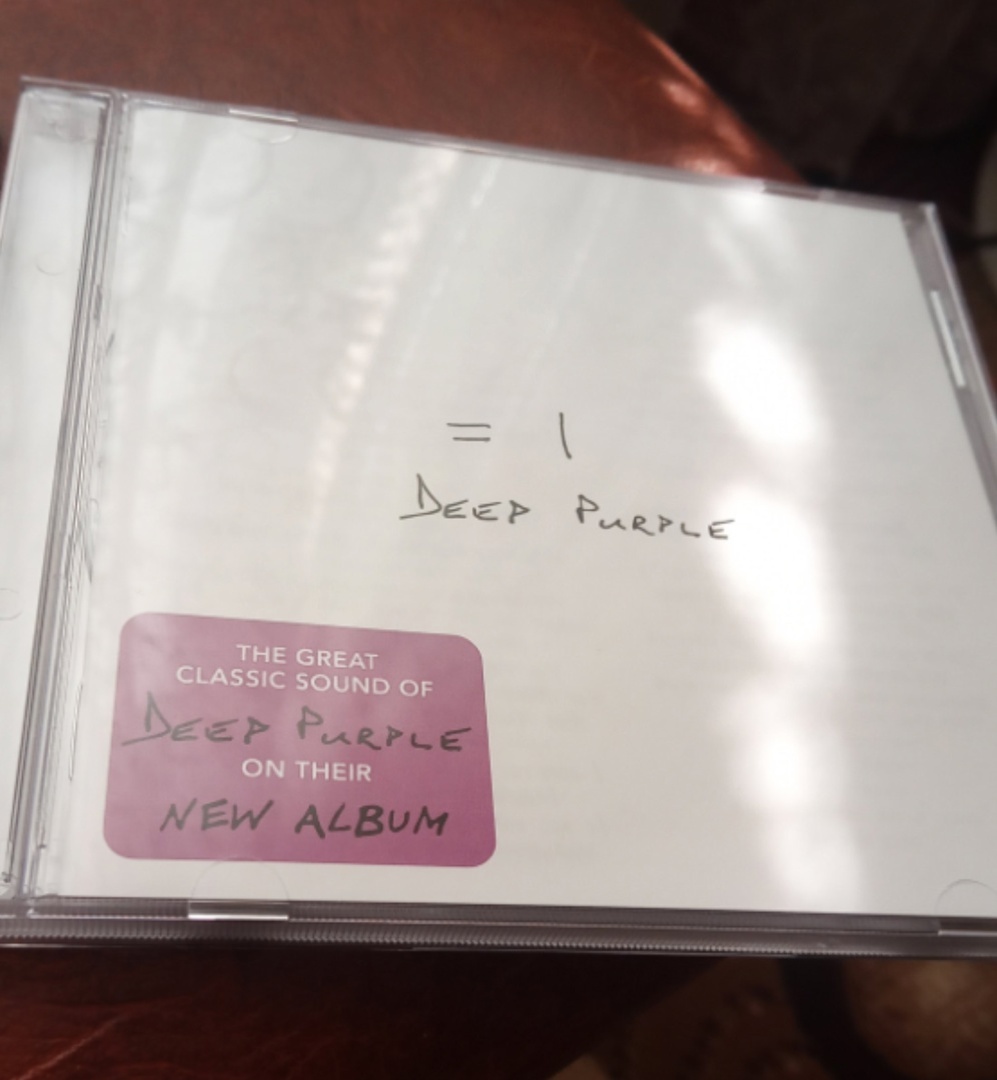 = 1
DEEP PURPLE
THE GREAT
CLASSIC SOUND OF
DEEP PURPLE
ON THEIR
NEW ALBUM